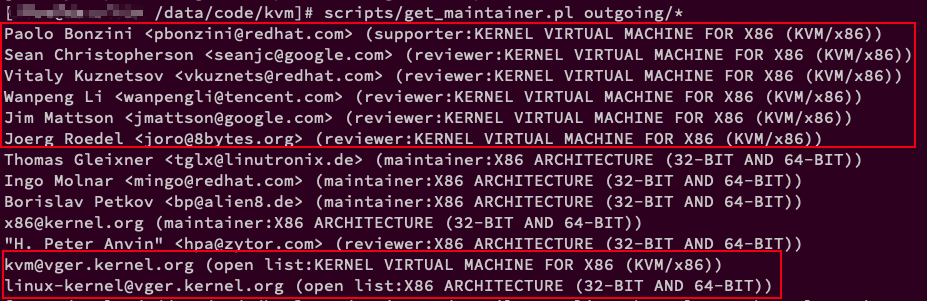 [ /data/code/kvm]# scripts/get_maintainer.pl outgoing/*
Paolo Bonzini <pbonzini@redhat.com> (supporter:KERNEL VIRTUAL MACHINE FOR X86 (KVM/x86))
Sean Christopherson <seanjc@google.com> (reviewer:KERNEL VIRTUAL MACHINE FOR X86 (KVM/x86))
Vitaly Kuznetsov <vkuznets@redhat.com> (reviewer:KERNEL VIRTUAL MACHINE FOR X86 (KVM/x86))
Wanpeng Li <wanpengli@tencent.com> (reviewer:KERNEL VIRTUAL MACHINE FOR X86 (KVM/x86))
Jim Mattson <jmattson@google.com> (reviewer:KERNEL VIRTUAL MACHINE FOR X86 (KVM/x86))
Joerg Roedel <joro@8bytes.org> (reviewer:KERNEL VIRTUAL MACHINE FOR X86 (KVM/x86))
Thomas Gleixner <tglx@linutronix.de> (maintainer:X86 ARCHITECTURE (32-BIT AND 64-BIT))
Ingo Molnar <mingo@redhat.com> (maintainer:X86 ARCHITECTURE (32-BIT AND 64-BIT))
Borislav Petkov <bp@alien8.de> (maintainer:X86 ARCHITECTURE (32-BIT AND 64-BIT))
x86@kernel.org (maintainer:X86 ARCHITECTURE (32-BIT AND 64-BIT))
"H. Peter Anvin" <hpa@zytor.com> (reviewer:X86 ARCHITECTURE (32-BIT AND 64-BIT))
kvm@vger.kernel.org (open list:KERNEL VIRTUAL MACHINE FOR X86 (KVM/x86))
linux-kernel@vger.kernel.org (open list:X86 ARCHITECTURE (32-BIT AND 64-BIT))